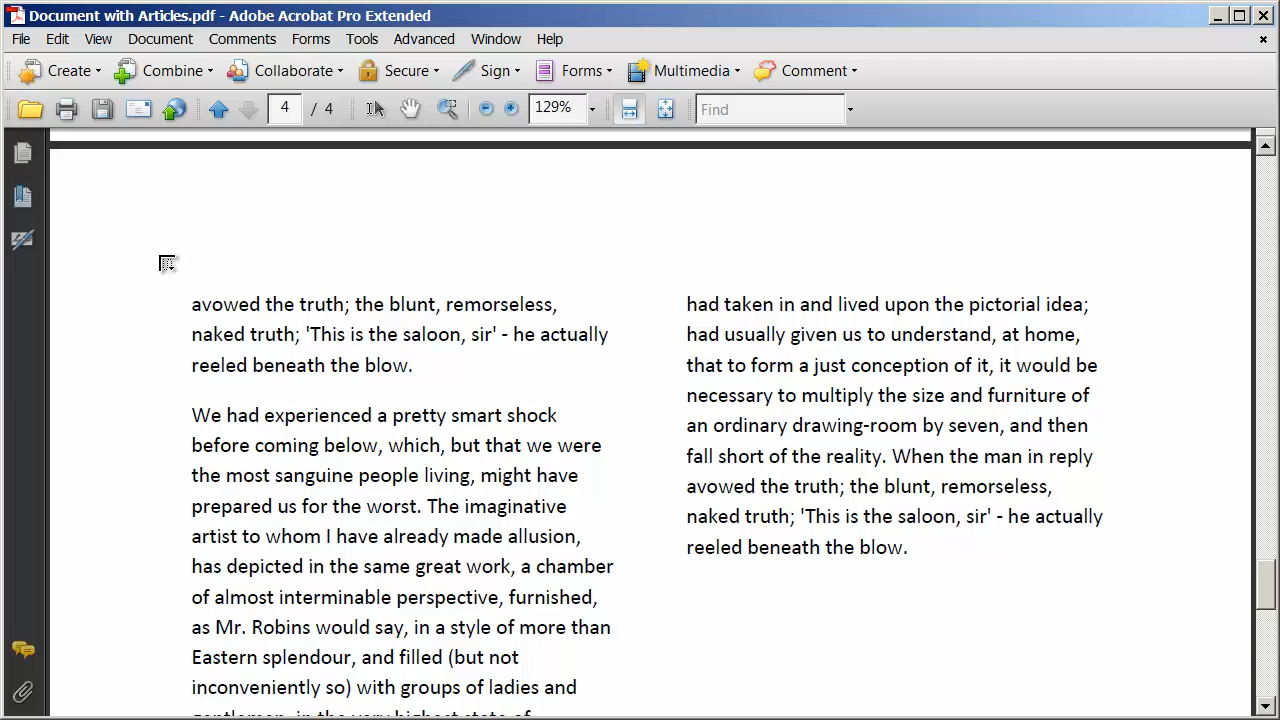 Document with Articles.pdf - Adobe Acrobat Pro Extended
File Edit View Document Comments Forms Tools Advanced Window Help
Create Combine Collaborate Secure Sign Forms Multimedia Comment
4 / 4 129% Find
avowed the truth; the blunt, remorseless,
naked truth; 'This is the saloon, sir' - he actually
reeled beneath the blow.
We had experienced a pretty smart shock
before coming below, which, but that we were
the most sanguine people living, might have
prepared us for the worst. The imaginative
artist to whom I have already made allusion,
has depicted in the same great work, a chamber
of almost interminable perspective, furnished,
as Mr. Robins would say, in a style of more than
Eastern splendour, and filled (but not
inconveniently so) with groups of ladies and
gentlemen, in the very highest state of
had taken in and lived upon the pictorial idea;
had usually given us to understand, at home,
that to form a just conception of it, it would be
necessary to multiply the size and furniture of
an ordinary drawing-room by seven, and then
fall short of the reality. When the man in reply
avowed the truth; the blunt, remorseless,
naked truth; 'This is the saloon, sir' - he actually
reeled beneath the blow.